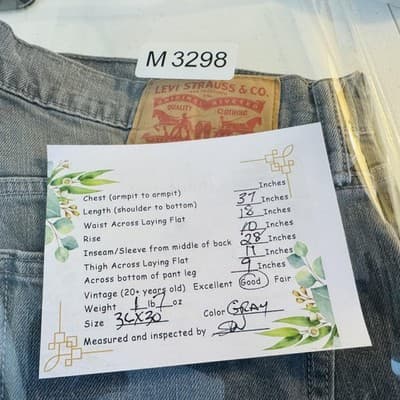 M 3298
LEVI STRAUSS & CO.
ORIGINAL RIVETED
QUALITY CLOTHING
Chest (armpit to armpit) Inches
Length (shoulder to bottom) 37 Inches
Waist Across Laying Flat 18 Inches
Rise 10 Inches
Inseam/Sleeve from middle of back 28 Inches
Thigh Across Laying Flat 11 Inches
Across bottom of pant leg 9 Inches
Vintage (20+ years old) Excellent Good Fair
Weight 1 lb 7 oz
Size 36X30 Color GRAY
Measured and inspected by